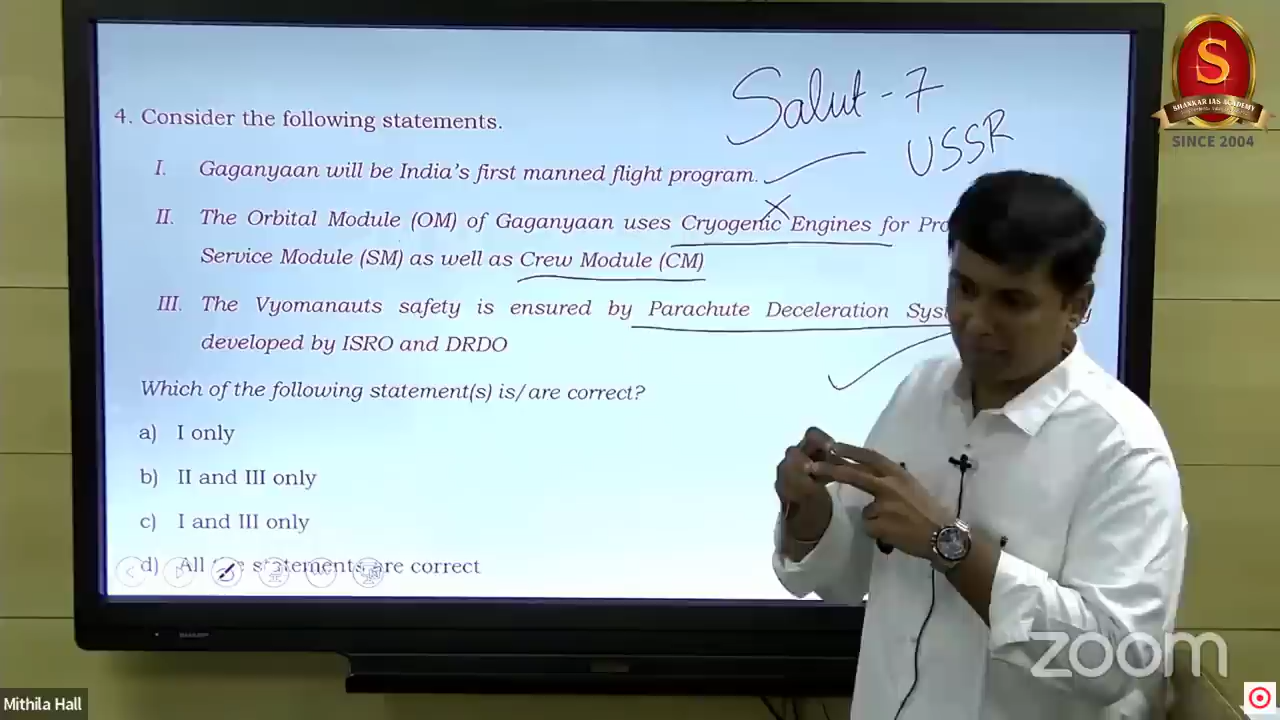 Salut - 7
USSR
4. Consider the following statements.
I. Gaganyaan will be India's first manned flight program.
II. The Orbital Module (OM) of Gaganyaan uses Cryogenic Engines for
Service Module (SM) as well as Crew Module (CM)
III. The Vyomanauts safety is ensured by Parachute Deceleration
developed by ISRO and DRDO
Which of the following statement(s) is/are correct?
a) I only
b) II and III only
c) I and III only
d) All statements are correct
S
SHANKAR IAS ACADEMY
SINCE 2004
SHARP
zoom
Mithila Hall